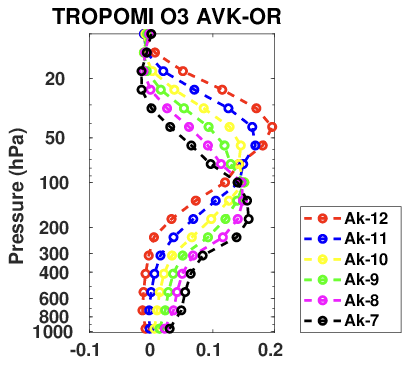 TROPOMI O3 AVK-OR
Pressure (hPa)
20
50
100
200
300
400
600
800
1000
-0.1 0 0.1 0.2
Ak-12
Ak-11
Ak-10
Ak-9
Ak-8
Ak-7